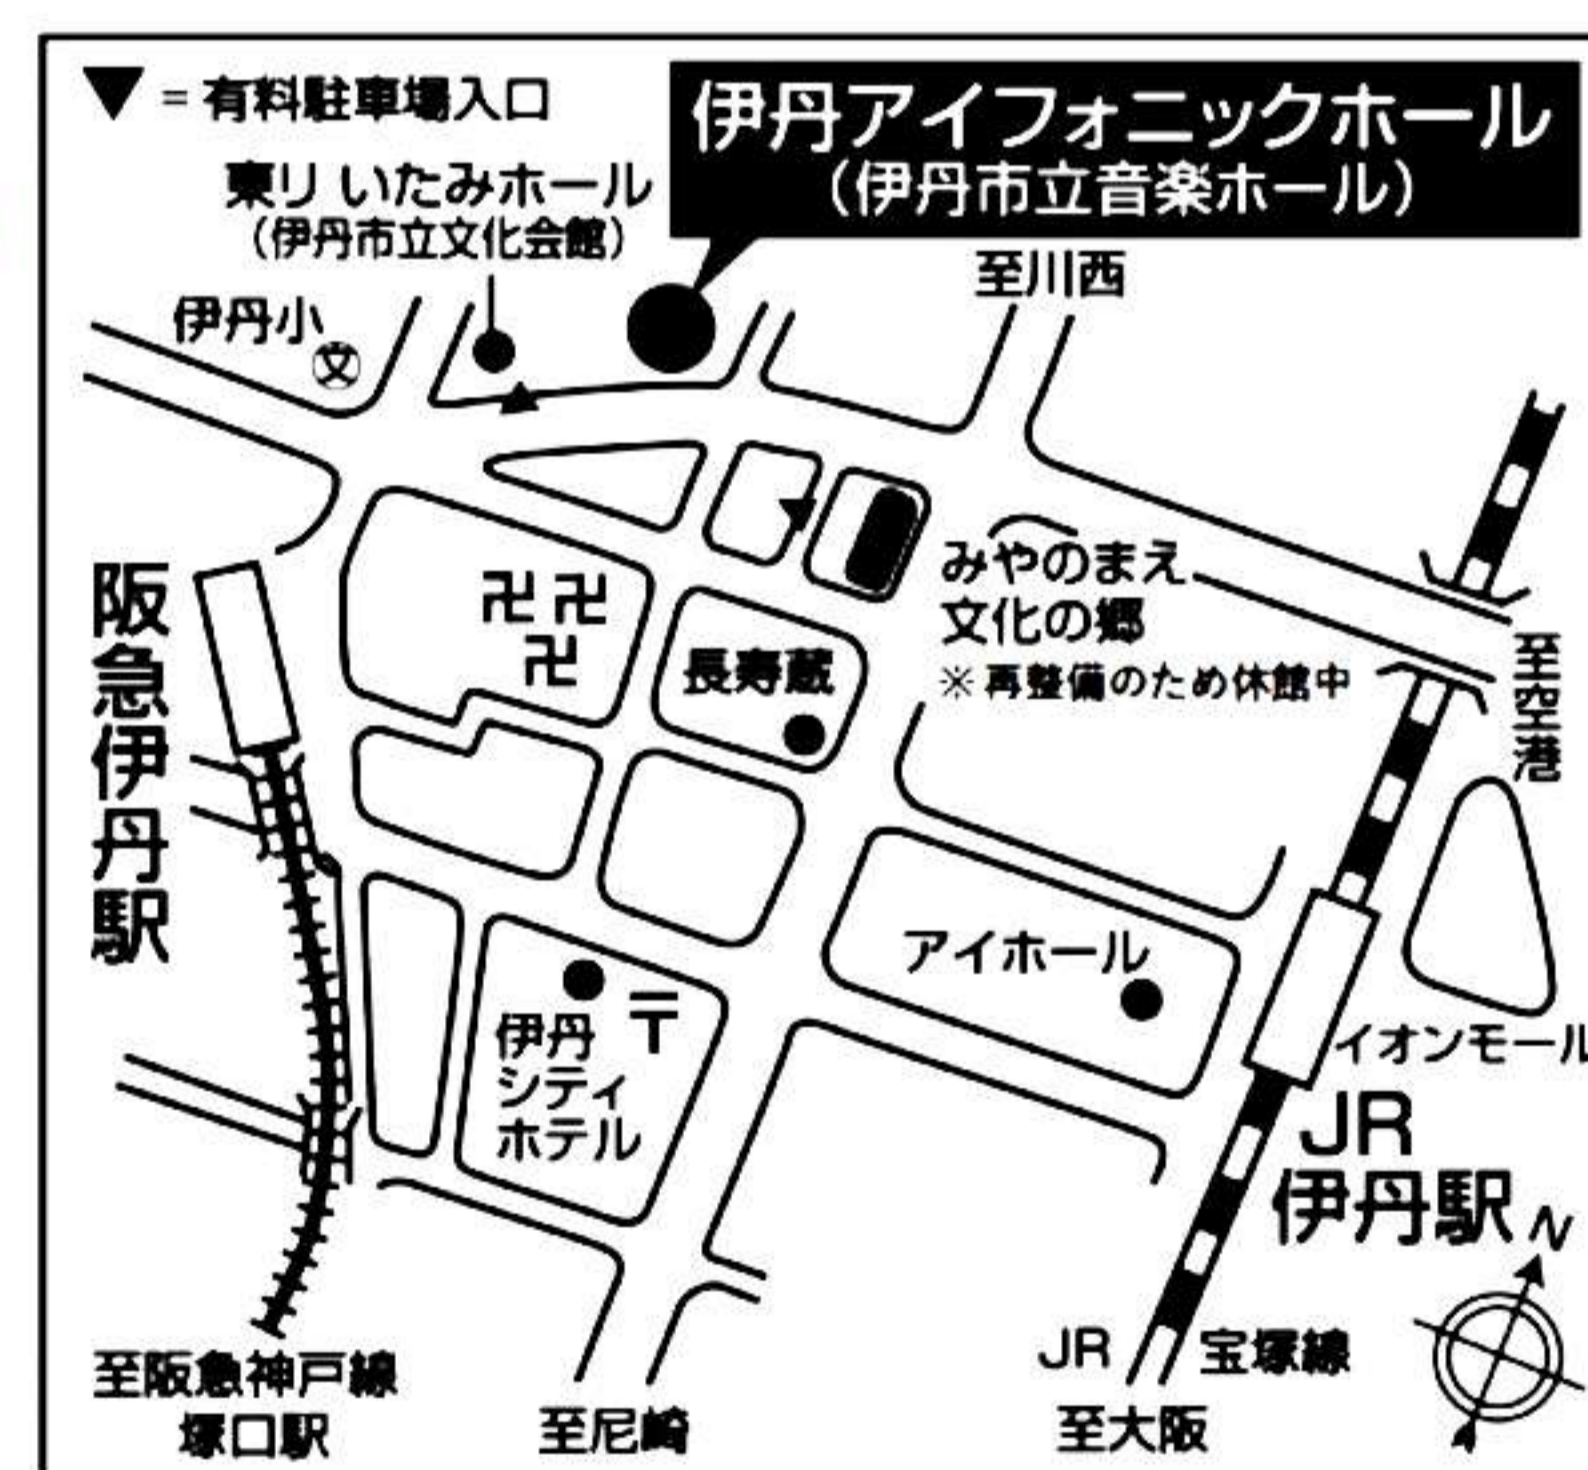 ▼ = 有料駐車場入口
伊丹アイフォニックホール
（伊丹市立音楽ホール）
東リ いたみホール
（伊丹市立文化会館）
至川西
伊丹小
文
みやのまえ
文化の郷
※再整備のため休館中
至空港
阪急伊丹駅
卍 卍
卍
長寿蔵
アイホール
伊丹
シティ
ホテル
〒
イオンモール
JR
伊丹駅
N
JR 宝塚線
至阪急神戸線
塚口駅
至尼崎
至大阪